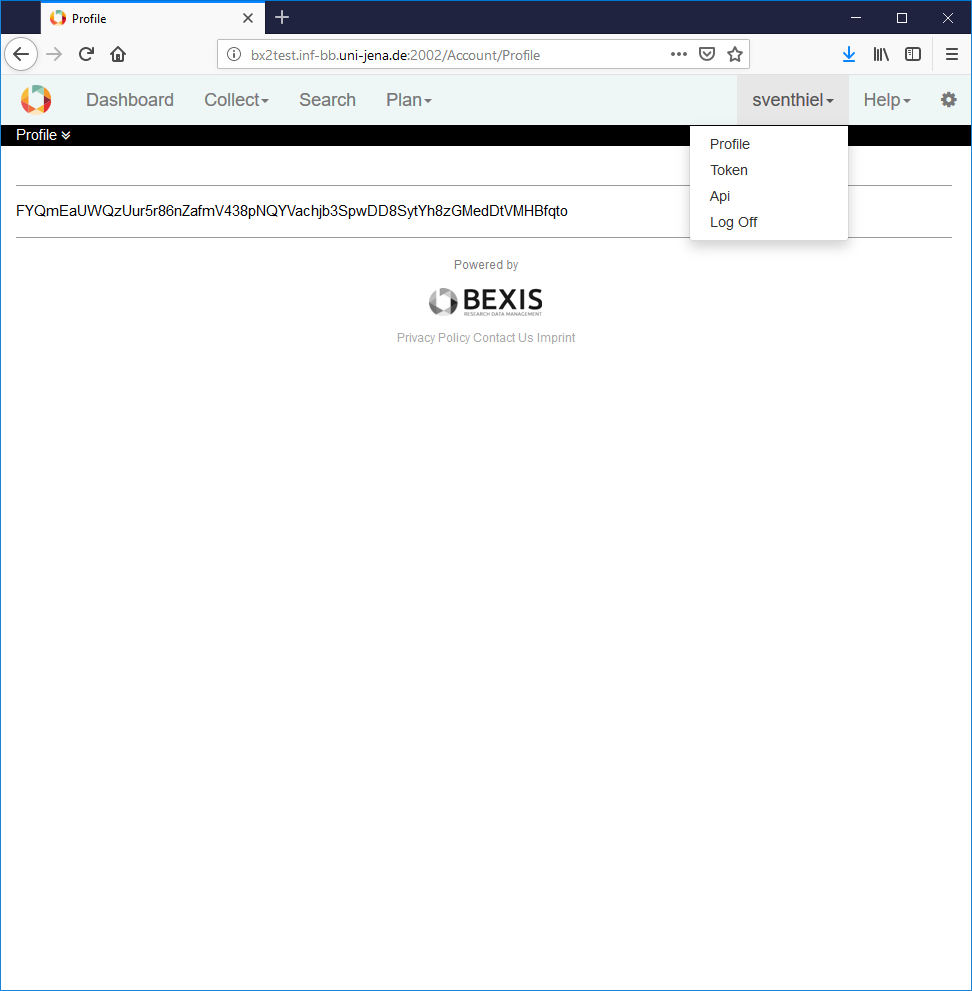 Profile
bx2test.inf-bb.uni-jena.de:2002/Account/Profile
Dashboard Collect Search Plan sventhiel Help
Profile
Profile
Token
Api
Log Off
FYQmEaUWQzUur5r86nZafmV438pNQYVachjb3SpwDD8SytYh8zGMedDtVMHBfqto
Powered by
BEXIS
RESEARCH DATA MANAGEMENT
Privacy Policy Contact Us Imprint